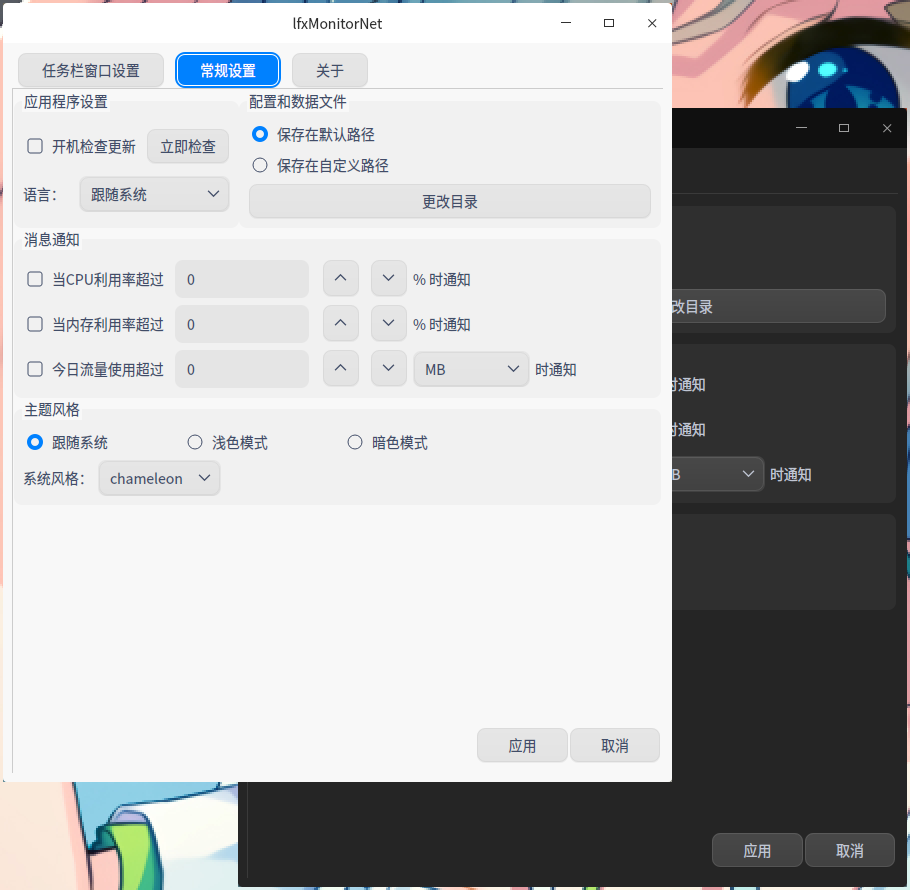 lfxMonitorNet
任务栏窗口设置 常规设置 关于
应用程序设置
开机检查更新 立即检查
语言: 跟随系统
配置和数据文件
保存在默认路径
保存在自定义路径
更改目录
消息通知
当CPU利用率超过 0 % 时通知
当内存利用率超过 0 % 时通知
今日流量使用超过 0 MB 时通知
主题风格
跟随系统 浅色模式 暗色模式
系统风格: chameleon
应用 取消
改目录
时通知
时通知
B 时通知
应用 取消